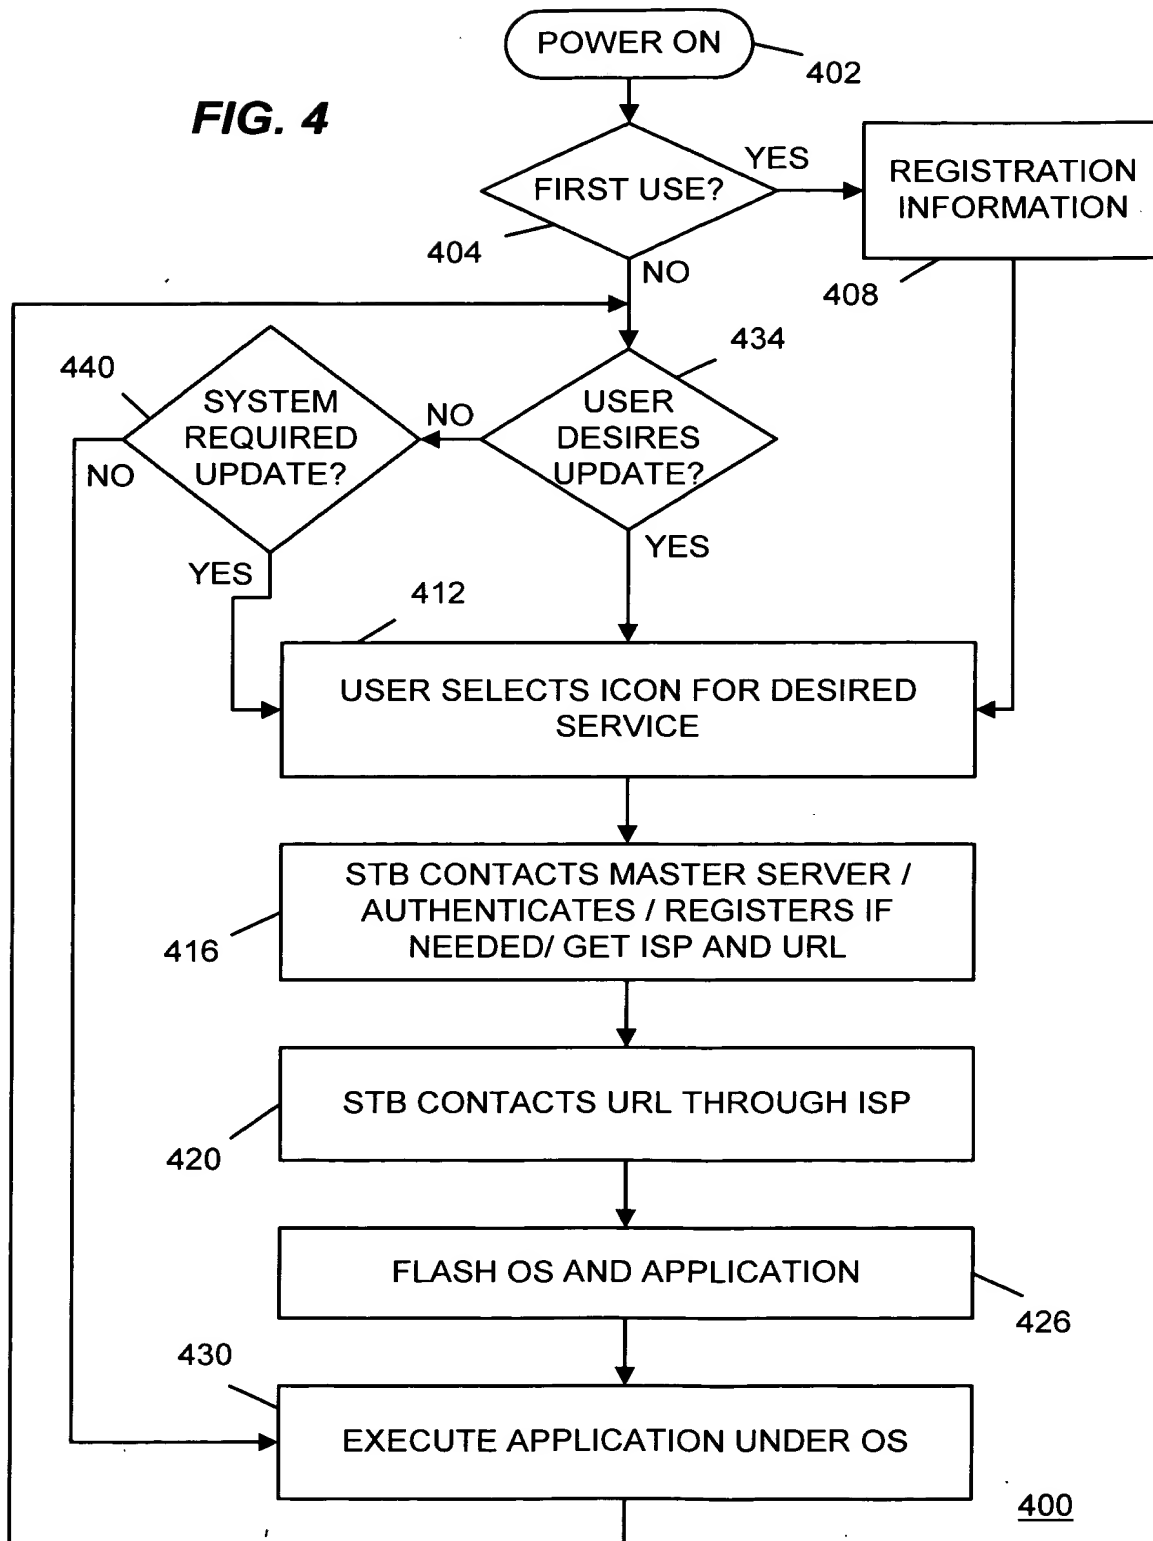 POWER ON
402
FIG. 4
YES
FIRST USE?
REGISTRATION
INFORMATION
404
NO
408
434
440
SYSTEM
REQUIRED
UPDATE?
NO
USER
DESIRES
UPDATE?
NO
YES
YES
412
USER SELECTS ICON FOR DESIRED
SERVICE
STB CONTACTS MASTER SERVER /
AUTHENTICATES / REGISTERS IF
NEEDED/ GET ISP AND URL
416
STB CONTACTS URL THROUGH ISP
420
FLASH OS AND APPLICATION
426
430
EXECUTE APPLICATION UNDER OS
400